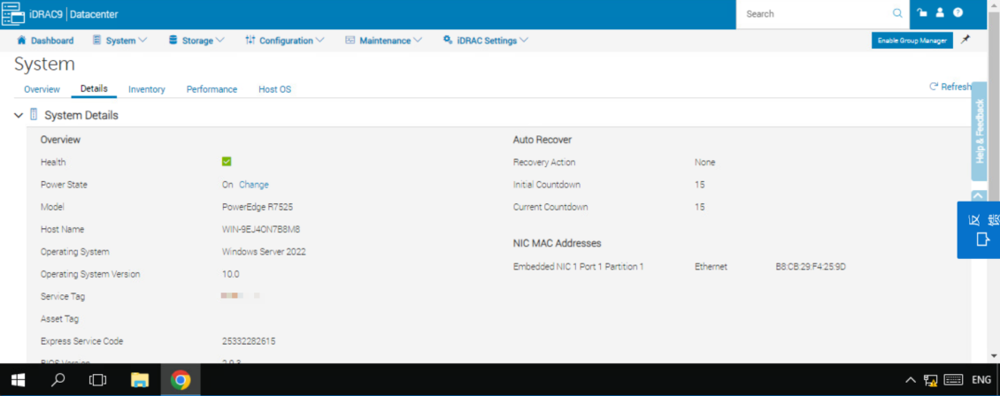 iDRAC9 | Datacenter
Search
Dashboard System Storage Configuration Maintenance iDRAC Settings Enable Group Manager
System
Overview Details Inventory Performance Host OS Refresh
Help & Feedback
System Details
Overview
Health
Power State On Change
Model PowerEdge R7525
Host Name WIN-9EJ4ON7B8M8
Operating System Windows Server 2022
Operating System Version 10.0
Service Tag
Asset Tag
Express Service Code 25332282615
BIOS Version 2.9.3
Auto Recover
Recovery Action None
Initial Countdown 15
Current Countdown 15
NIC MAC Addresses
Embedded NIC 1 Port 1 Partition 1 Ethernet B8:CB:29:F4:25:9D
ENG